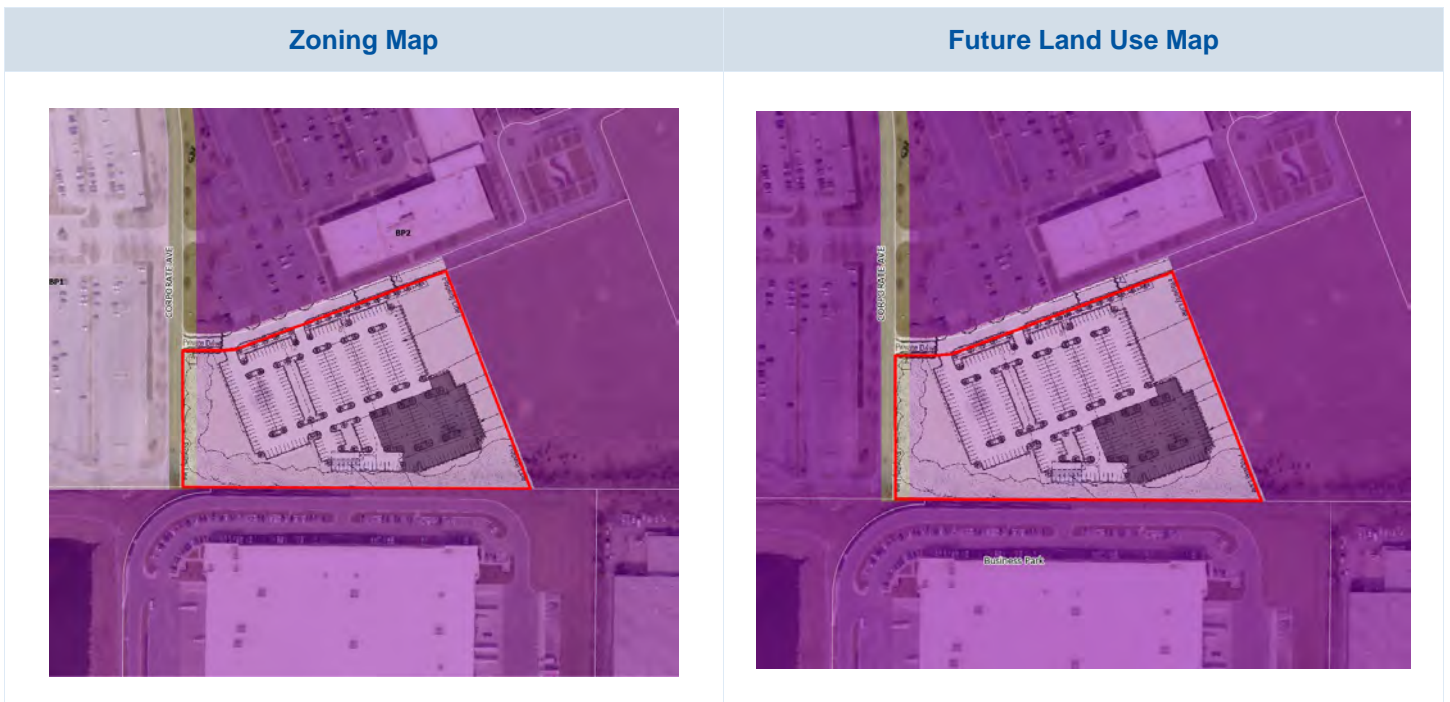 Zoning Map
Future Land Use Map
BP2
BP1
CORPORATE AVE
CORPORATE AVE
Business Park